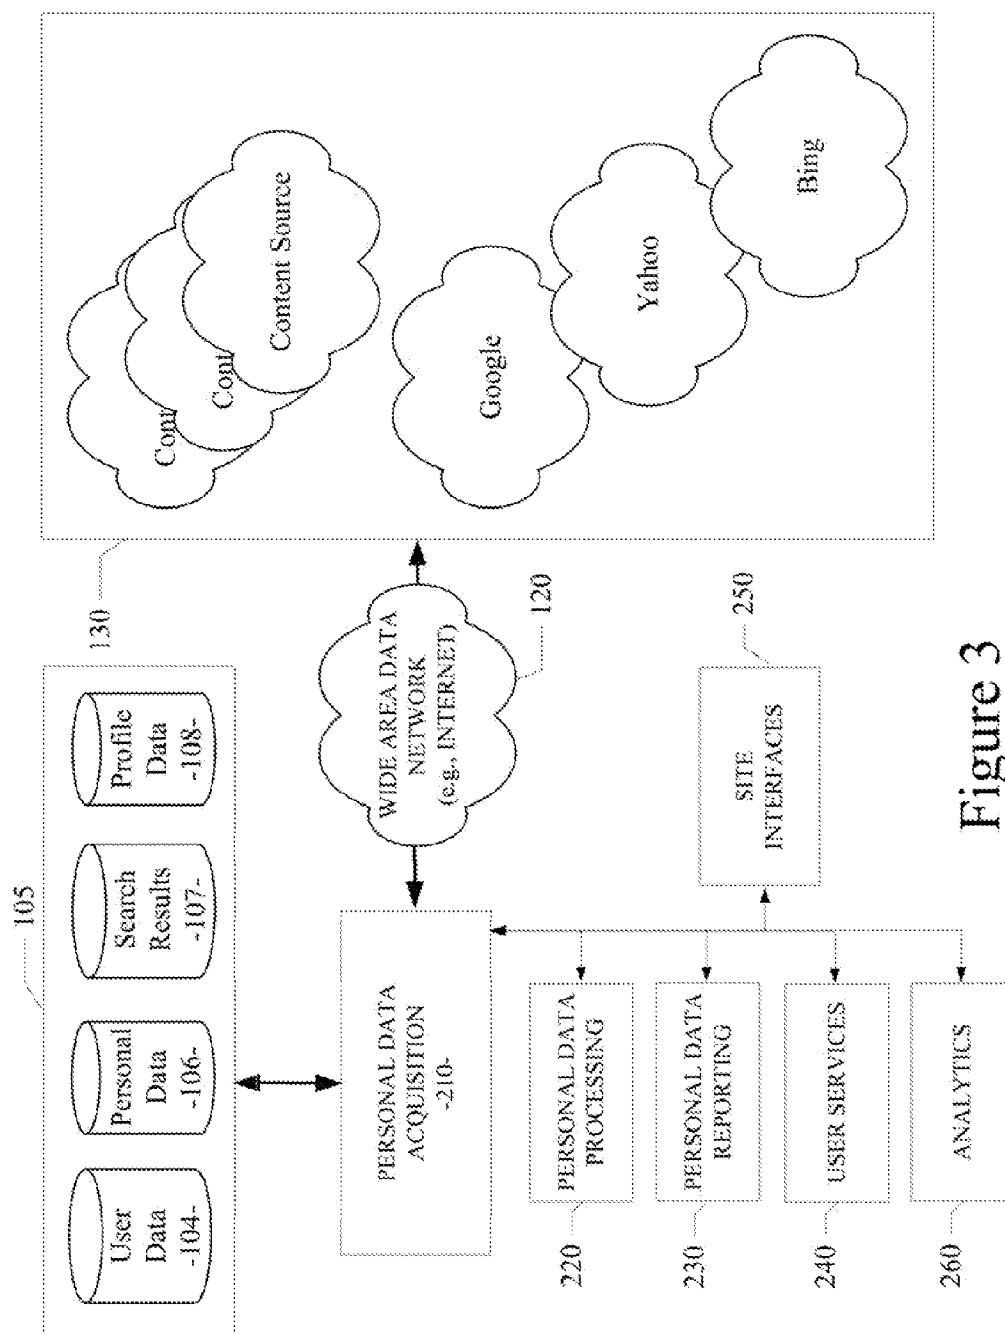 105
User
Data
-104-
Personal
Data
-106-
Search
Results
-107-
Profile
Data
-108-
130
Cont
Cont
Content Source
Google
Yahoo
Bing
PERSONAL DATA
ACQUISITION
-210-
WIDE AREA DATA
NETWORK
(e.g., INTERNET)
120
220
PERSONAL DATA
PROCESSING
230
PERSONAL DATA
REPORTING
240
USER SERVICES
260
ANALYTICS
SITE
INTERFACES
250
Figure 3